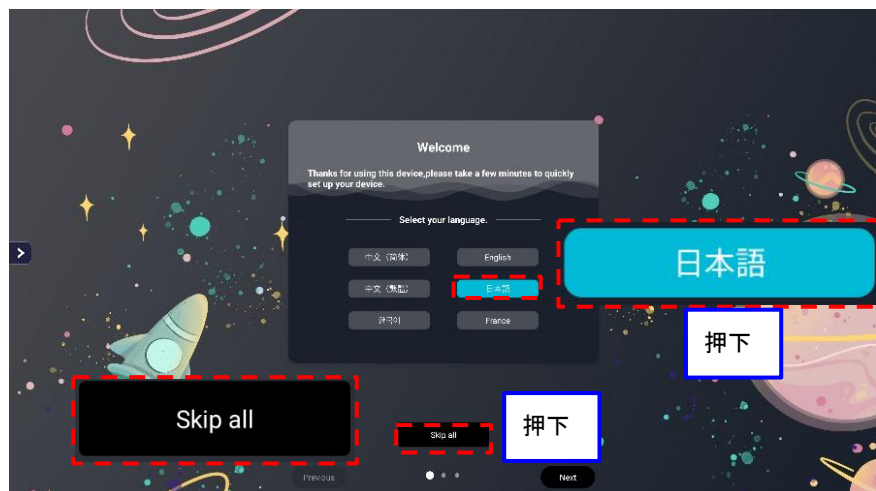 Welcome
Thanks for using this device,please take a few minutes to quickly
set up your device.
Select your language.
中文（简体）
English
中文（繁體）
日本語
한국어
France
日本語
押下
Skip all
Skip all
押下
Previous
Next